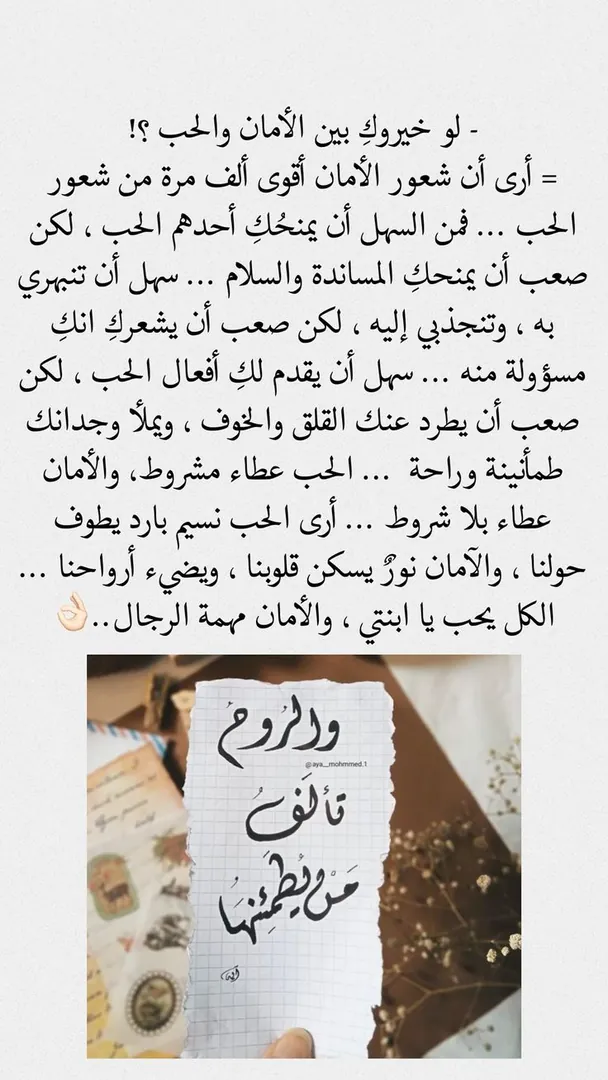 - لو خيروكِ بين الأمان والحب ؟!
= أرى أن شعور الأمان أقوى ألف مرة من شعور
الحب ... فمن السهل أن يمنحُكِ أحدهم الحب ، لكن
صعب أن يمنحكِ المساندة والسلام ... سهل أن تنبهري
به ، وتنجذبي إليه ، لكن صعب أن يشعركِ انكِ
مسؤولة منه ... سهل أن يقدم لكِ أفعال الحب ، لكن
صعب أن يطرد عنك القلق والخوف ، ويملأ وجدانك
طمأنينة وراحة ... الحب عطاء مشروط، والأمان
عطاء بلا شروط ... أرى الحب نسيم بارد يطوف
حولنا ، والآمان نورٌ يسكن قلوبنا ، ويضيء أرواحنا ...
الكل يحب يا ابنتي ، والأمان مهمة الرجال..👌🏻
والرُوحُ
@aya__mohmmed.1
تألَفُ
مَنْ يُطَمْئِنُهَا
آية